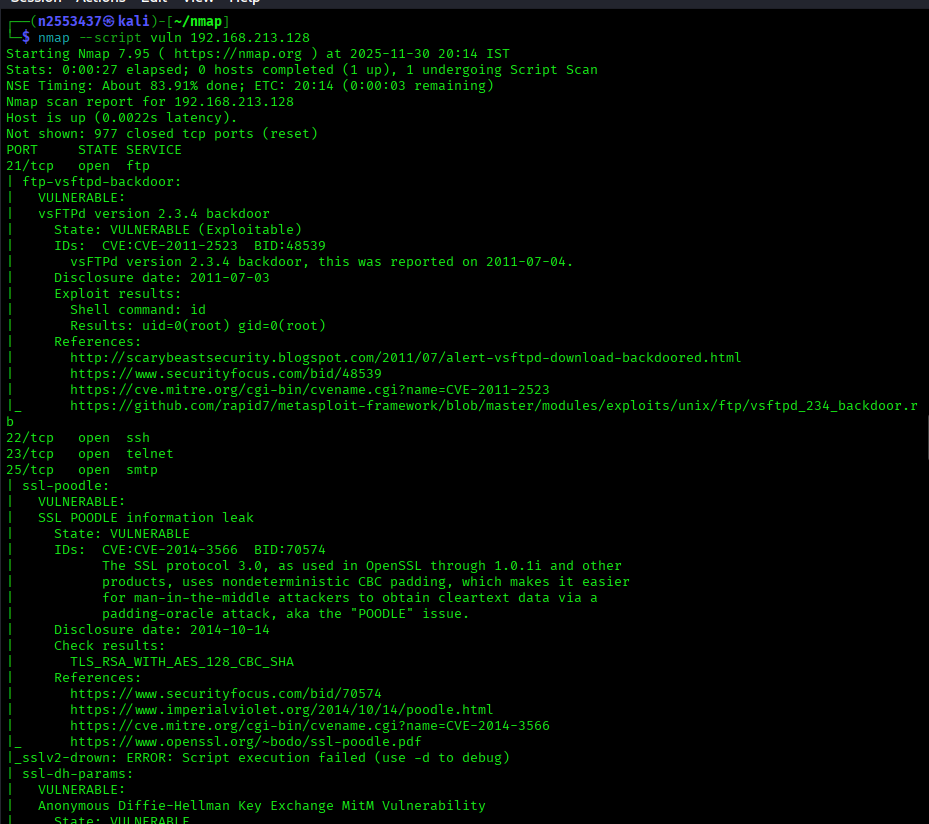 Session Actions Edit View Help
┌──(n2553437㉿kali)-[~/nmap]
└─$ nmap --script vuln 192.168.213.128
Starting Nmap 7.95 ( https://nmap.org ) at 2025-11-30 20:14 IST
Stats: 0:00:27 elapsed; 0 hosts completed (1 up), 1 undergoing Script Scan
NSE Timing: About 83.91% done; ETC: 20:14 (0:00:03 remaining)
Nmap scan report for 192.168.213.128
Host is up (0.0022s latency).
Not shown: 977 closed tcp ports (reset)
PORT     STATE SERVICE
21/tcp   open  ftp
| ftp-vsftpd-backdoor:
|   VULNERABLE:
|   vsFTPd version 2.3.4 backdoor
|     State: VULNERABLE (Exploitable)
|     IDs:  CVE:CVE-2011-2523  BID:48539
|       vsFTPd version 2.3.4 backdoor, this was reported on 2011-07-04.
|     Disclosure date: 2011-07-03
|     Exploit results:
|       Shell command: id
|       Results: uid=0(root) gid=0(root)
|     References:
|       http://scarybeastsecurity.blogspot.com/2011/07/alert-vsftpd-download-backdoored.html
|       https://www.securityfocus.com/bid/48539
|       https://cve.mitre.org/cgi-bin/cvename.cgi?name=CVE-2011-2523
|_      https://github.com/rapid7/metasploit-framework/blob/master/modules/exploits/unix/ftp/vsftpd_234_backdoor.r
b
22/tcp   open  ssh
23/tcp   open  telnet
25/tcp   open  smtp
| ssl-poodle:
|   VULNERABLE:
|   SSL POODLE information leak
|     State: VULNERABLE
|     IDs:  CVE:CVE-2014-3566  BID:70574
|           The SSL protocol 3.0, as used in OpenSSL through 1.0.1i and other
|           products, uses nondeterministic CBC padding, which makes it easier
|           for man-in-the-middle attackers to obtain cleartext data via a
|           padding-oracle attack, aka the "POODLE" issue.
|     Disclosure date: 2014-10-14
|     Check results:
|       TLS_RSA_WITH_AES_128_CBC_SHA
|     References:
|       https://www.securityfocus.com/bid/70574
|       https://www.imperialviolet.org/2014/10/14/poodle.html
|       https://cve.mitre.org/cgi-bin/cvename.cgi?name=CVE-2014-3566
|_      https://www.openssl.org/~bodo/ssl-poodle.pdf
|_sslv2-drown: ERROR: Script execution failed (use -d to debug)
| ssl-dh-params:
|   VULNERABLE:
|   Anonymous Diffie-Hellman Key Exchange MitM Vulnerability
|     State: VULNERABLE